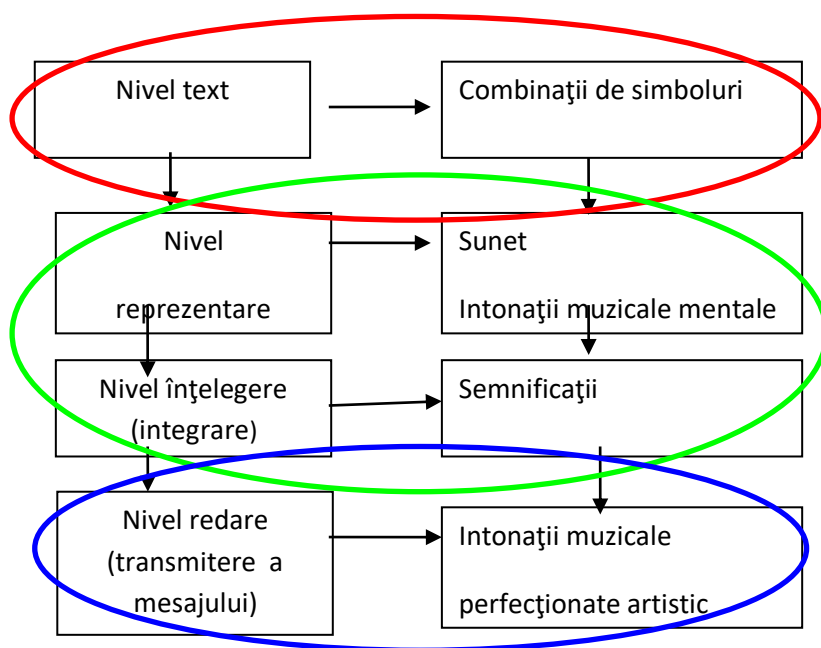 Nivel text
Combinaţii de simboluri
Nivel
reprezentare
Sunet
Intonaţii muzicale mentale
Nivel înţelegere
(integrare)
Semnificaţii
Nivel redare
(transmitere a
mesajului)
Intonaţii muzicale
perfecţionate artistic